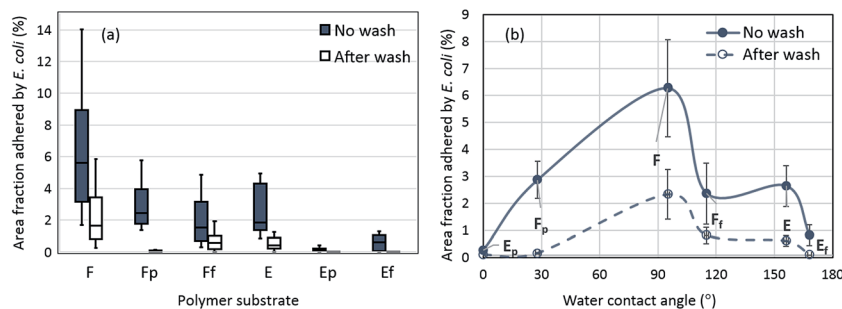 (a)
No wash
After wash
Area fraction adhered by E. coli (%)
14
12
10
8
6
4
2
0
F Fp Ff E Ep Ef
Polymer substrate
(b)
No wash
After wash
Area fraction adhered by E. coli (%)
9
8
7
6
5
4
3
2
1
0
F
Fp
Ff
E
Ep
Ef
0 30 60 90 120 150 180
Water contact angle (°)